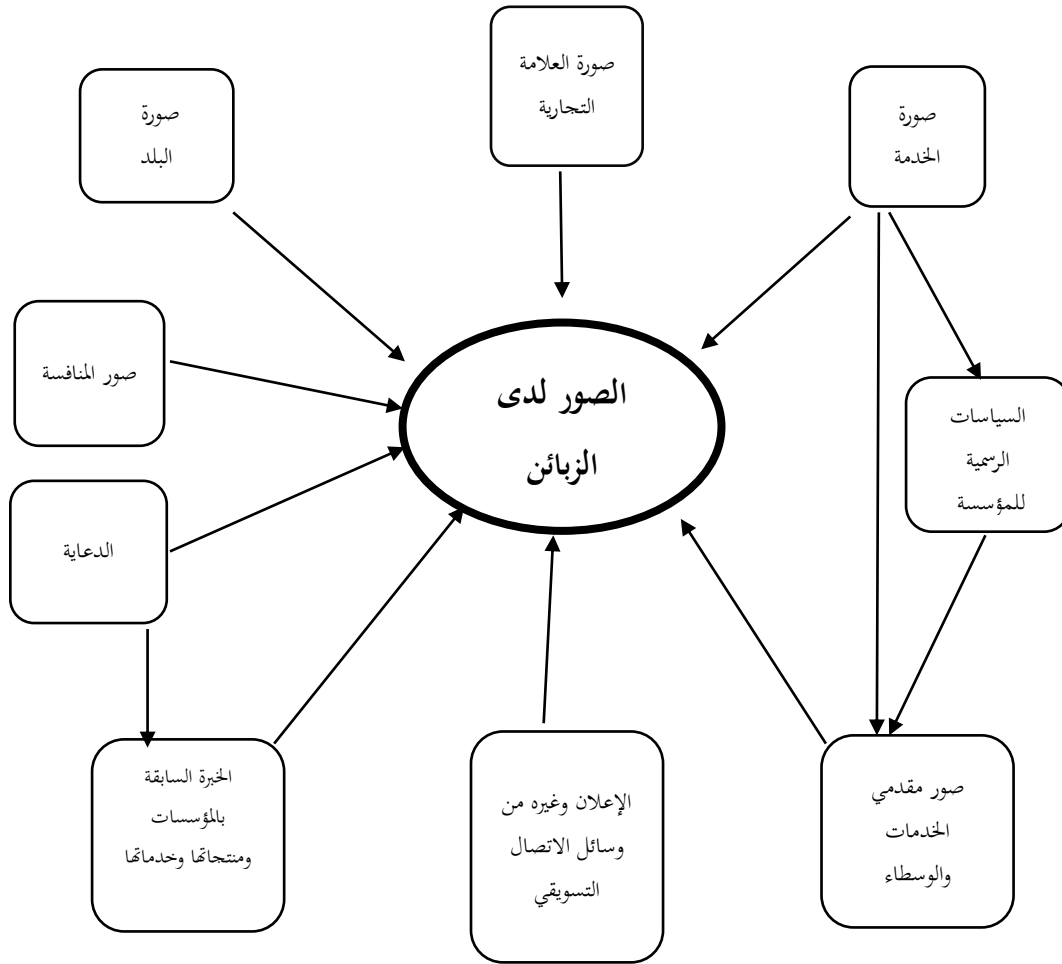 صورة العلامة
التجارية
صورة
الخدمة
صورة
البلد
صور المنافسة
الصور لدى
الزبائن
السياسات
الرسمية
للمؤسسة
الدعاية
صور مقدمي
الخدمات
والوسطاء
الإعلان وغيره من
وسائل الاتصال
التسويقي
الخبرة السابقة
بالمؤسسات
ومنتجاتها وخدماتها